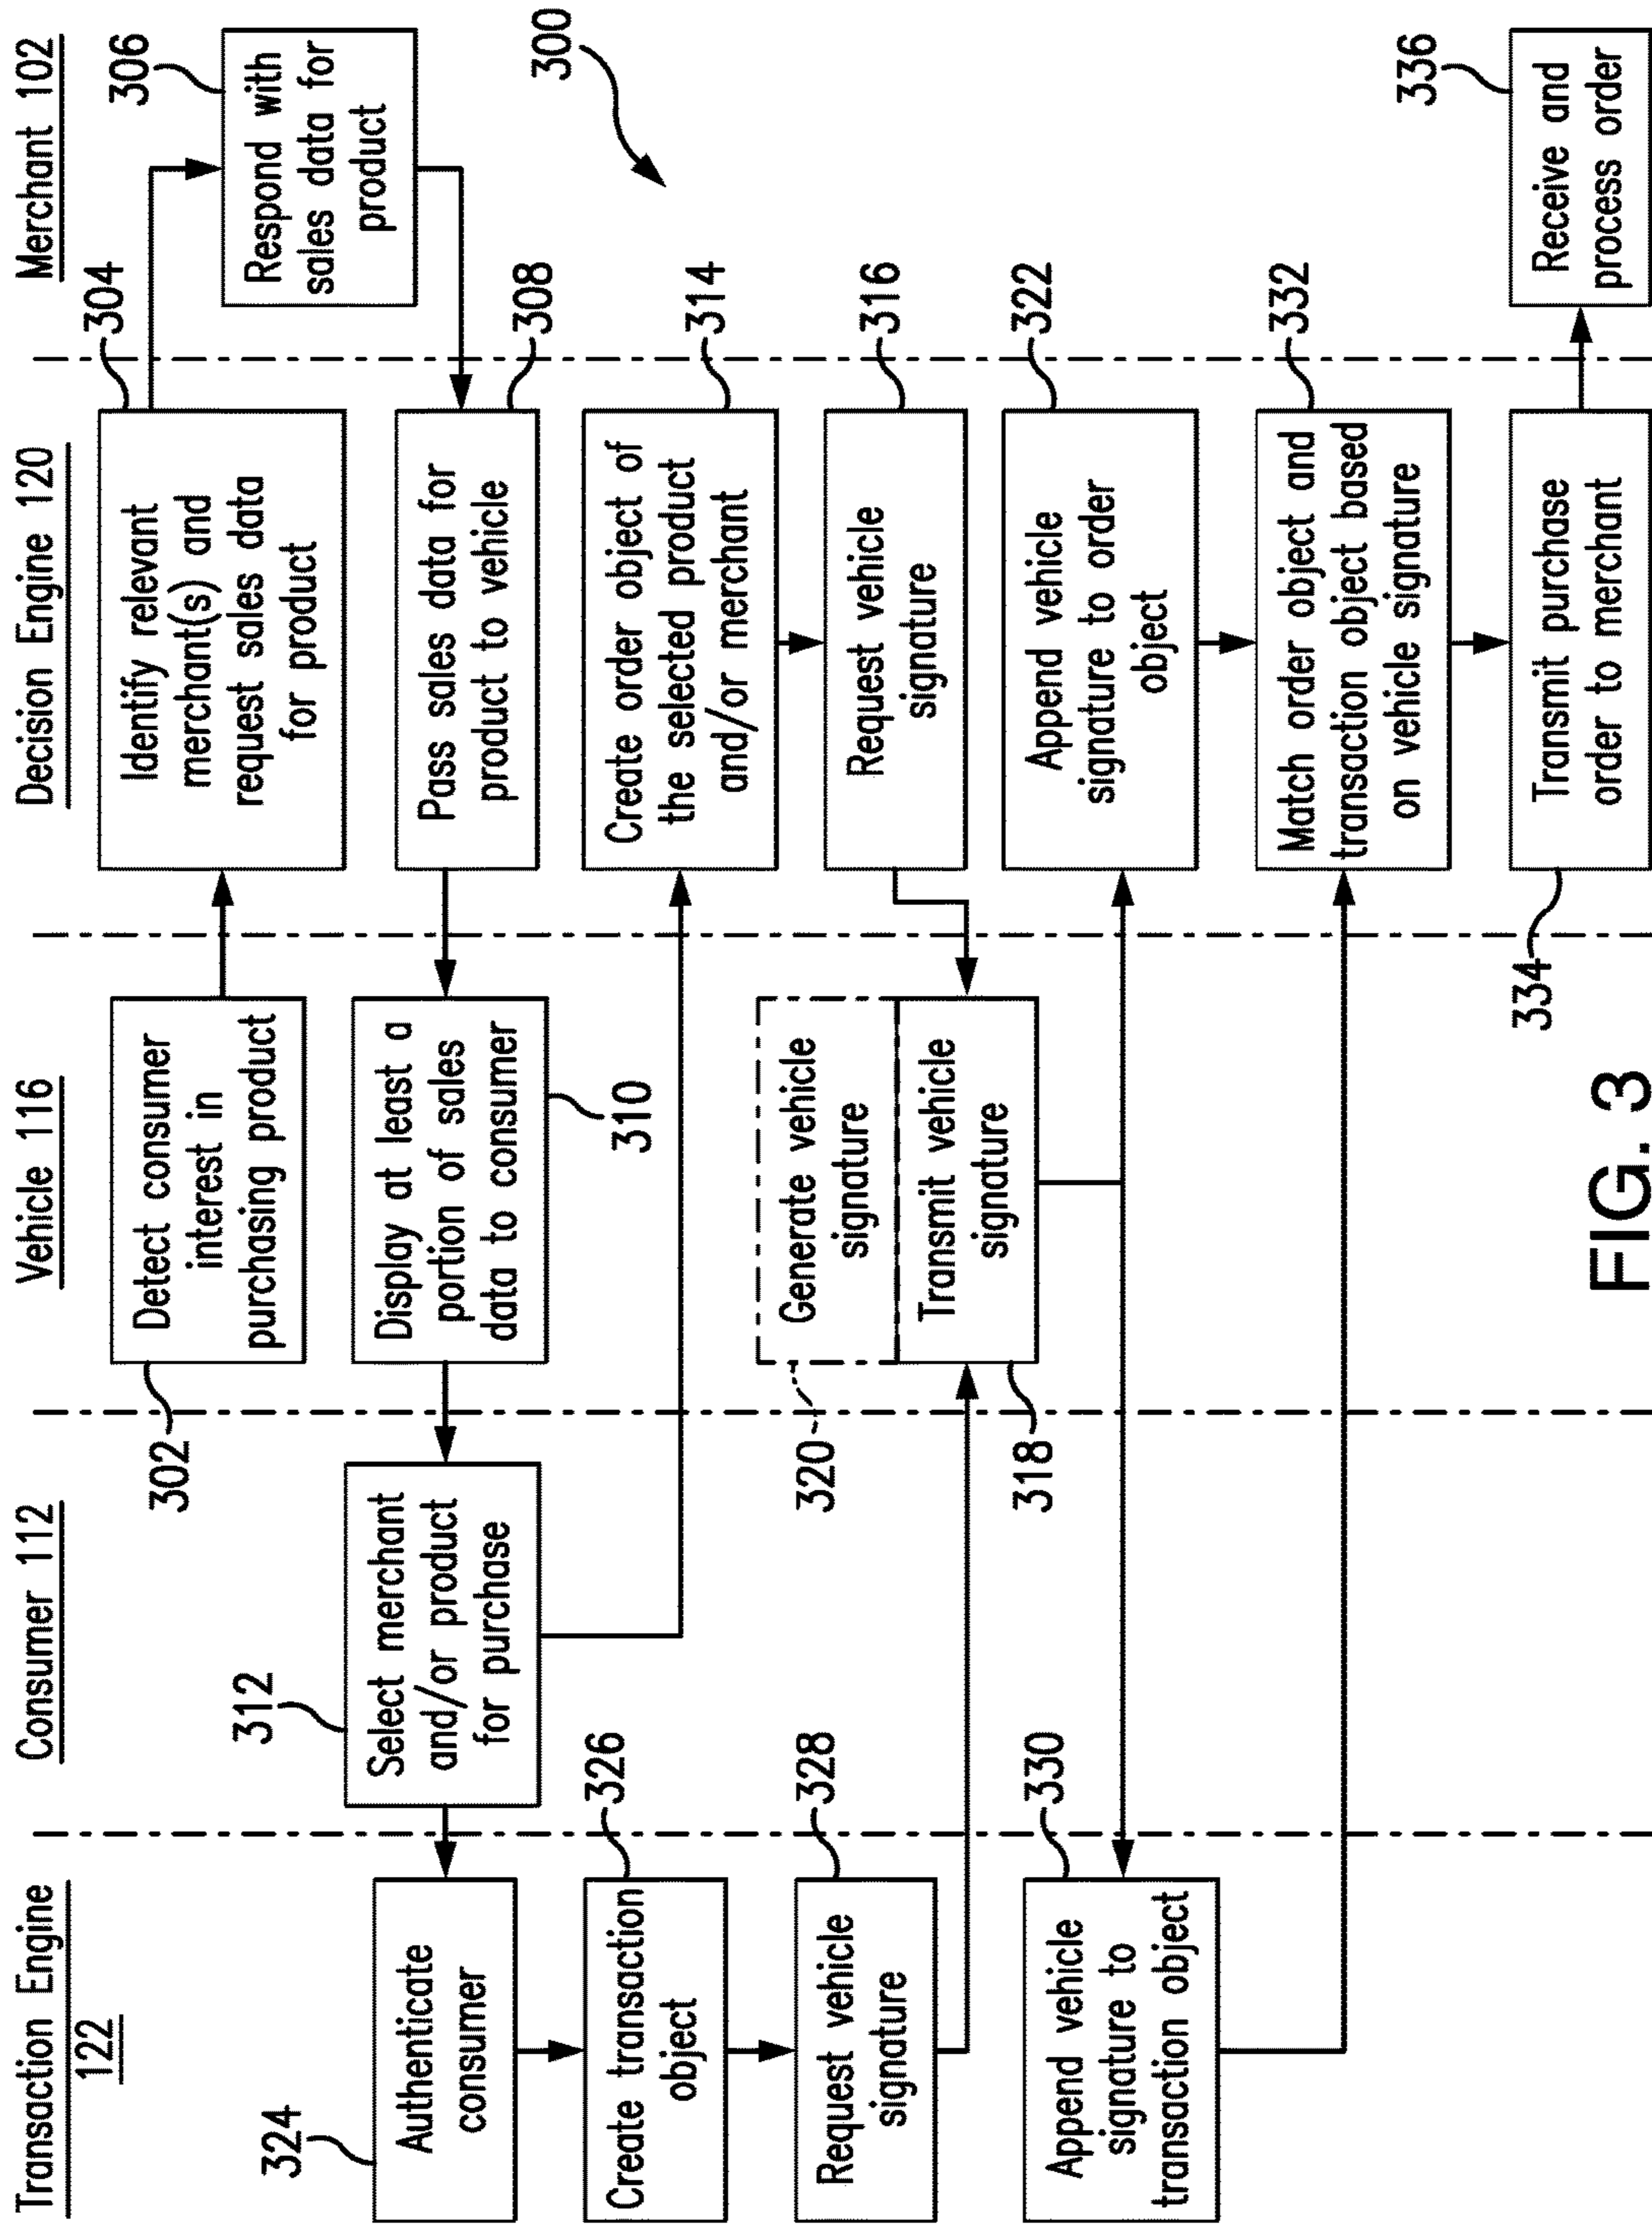 Transaction Engine
122
Consumer 112
Vehicle 116
Decision Engine 120
Merchant 102
302
Detect consumer
interest in
purchasing product
304
Identify relevant
merchant(s) and
request sales data
for product
306
Respond with
sales data for
product
308
Pass sales data for
product to vehicle
310
Display at least a
portion of sales
data to consumer
312
Select merchant
and/or product
for purchase
300
324
Authenticate
consumer
314
Create order object of
the selected product
and/or merchant
326
Create transaction
object
316
Request vehicle
signature
328
Request vehicle
signature
320
Generate vehicle
signature
318
Transmit vehicle
signature
322
Append vehicle
signature to order
object
330
Append vehicle
signature to
transaction object
332
Match order object and
transaction object based
on vehicle signature
334
Transmit purchase
order to merchant
336
Receive and
process order
FIG. 3